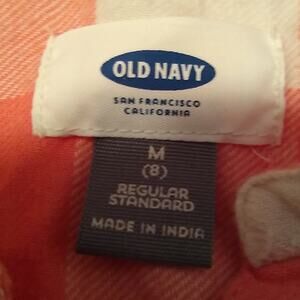 OLD NAVY
SAN FRANCISCO
CALIFORNIA
M
(8)
REGULAR
STANDARD
MADE IN INDIA